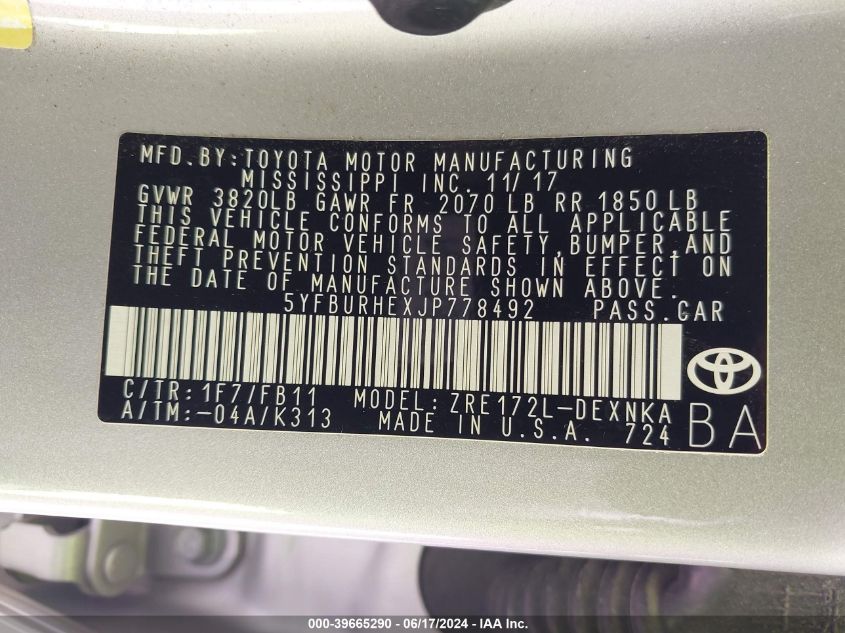 MFD.BY:TOYOTA MOTOR MANUFACTURING
MISSISSIPPI INC. 11/17
GVWR 3820LB GAWR FR 2070 LB RR 1850 LB
THIS VEHICLE CONFORMS TO ALL APPLICABLE
FEDERAL MOTOR VEHICLE SAFETY,BUMPER,AND
THEFT PREVENTION STANDARDS IN EFFECT ON
THE DATE OF MANUFACTURE SHOWN ABOVE.
5YFBURHEXJP778492 PASS.CAR
C/TR:1F7/FB11 MODEL:ZRE172L-DEXNKA
A/TM:-04A/K313 MADE IN U.S.A. 724 BA
000-39665290 - 06/17/2024 - IAA Inc.